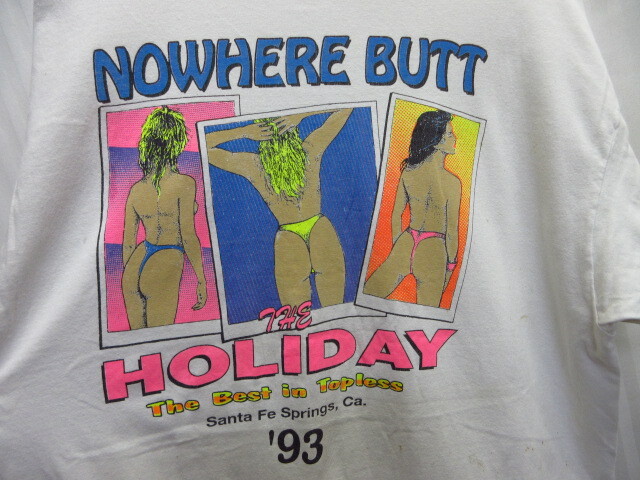 NOWHERE BUTT
THE
HOLIDAY
The Best in Topless
Santa Fe Springs, Ca.
'93